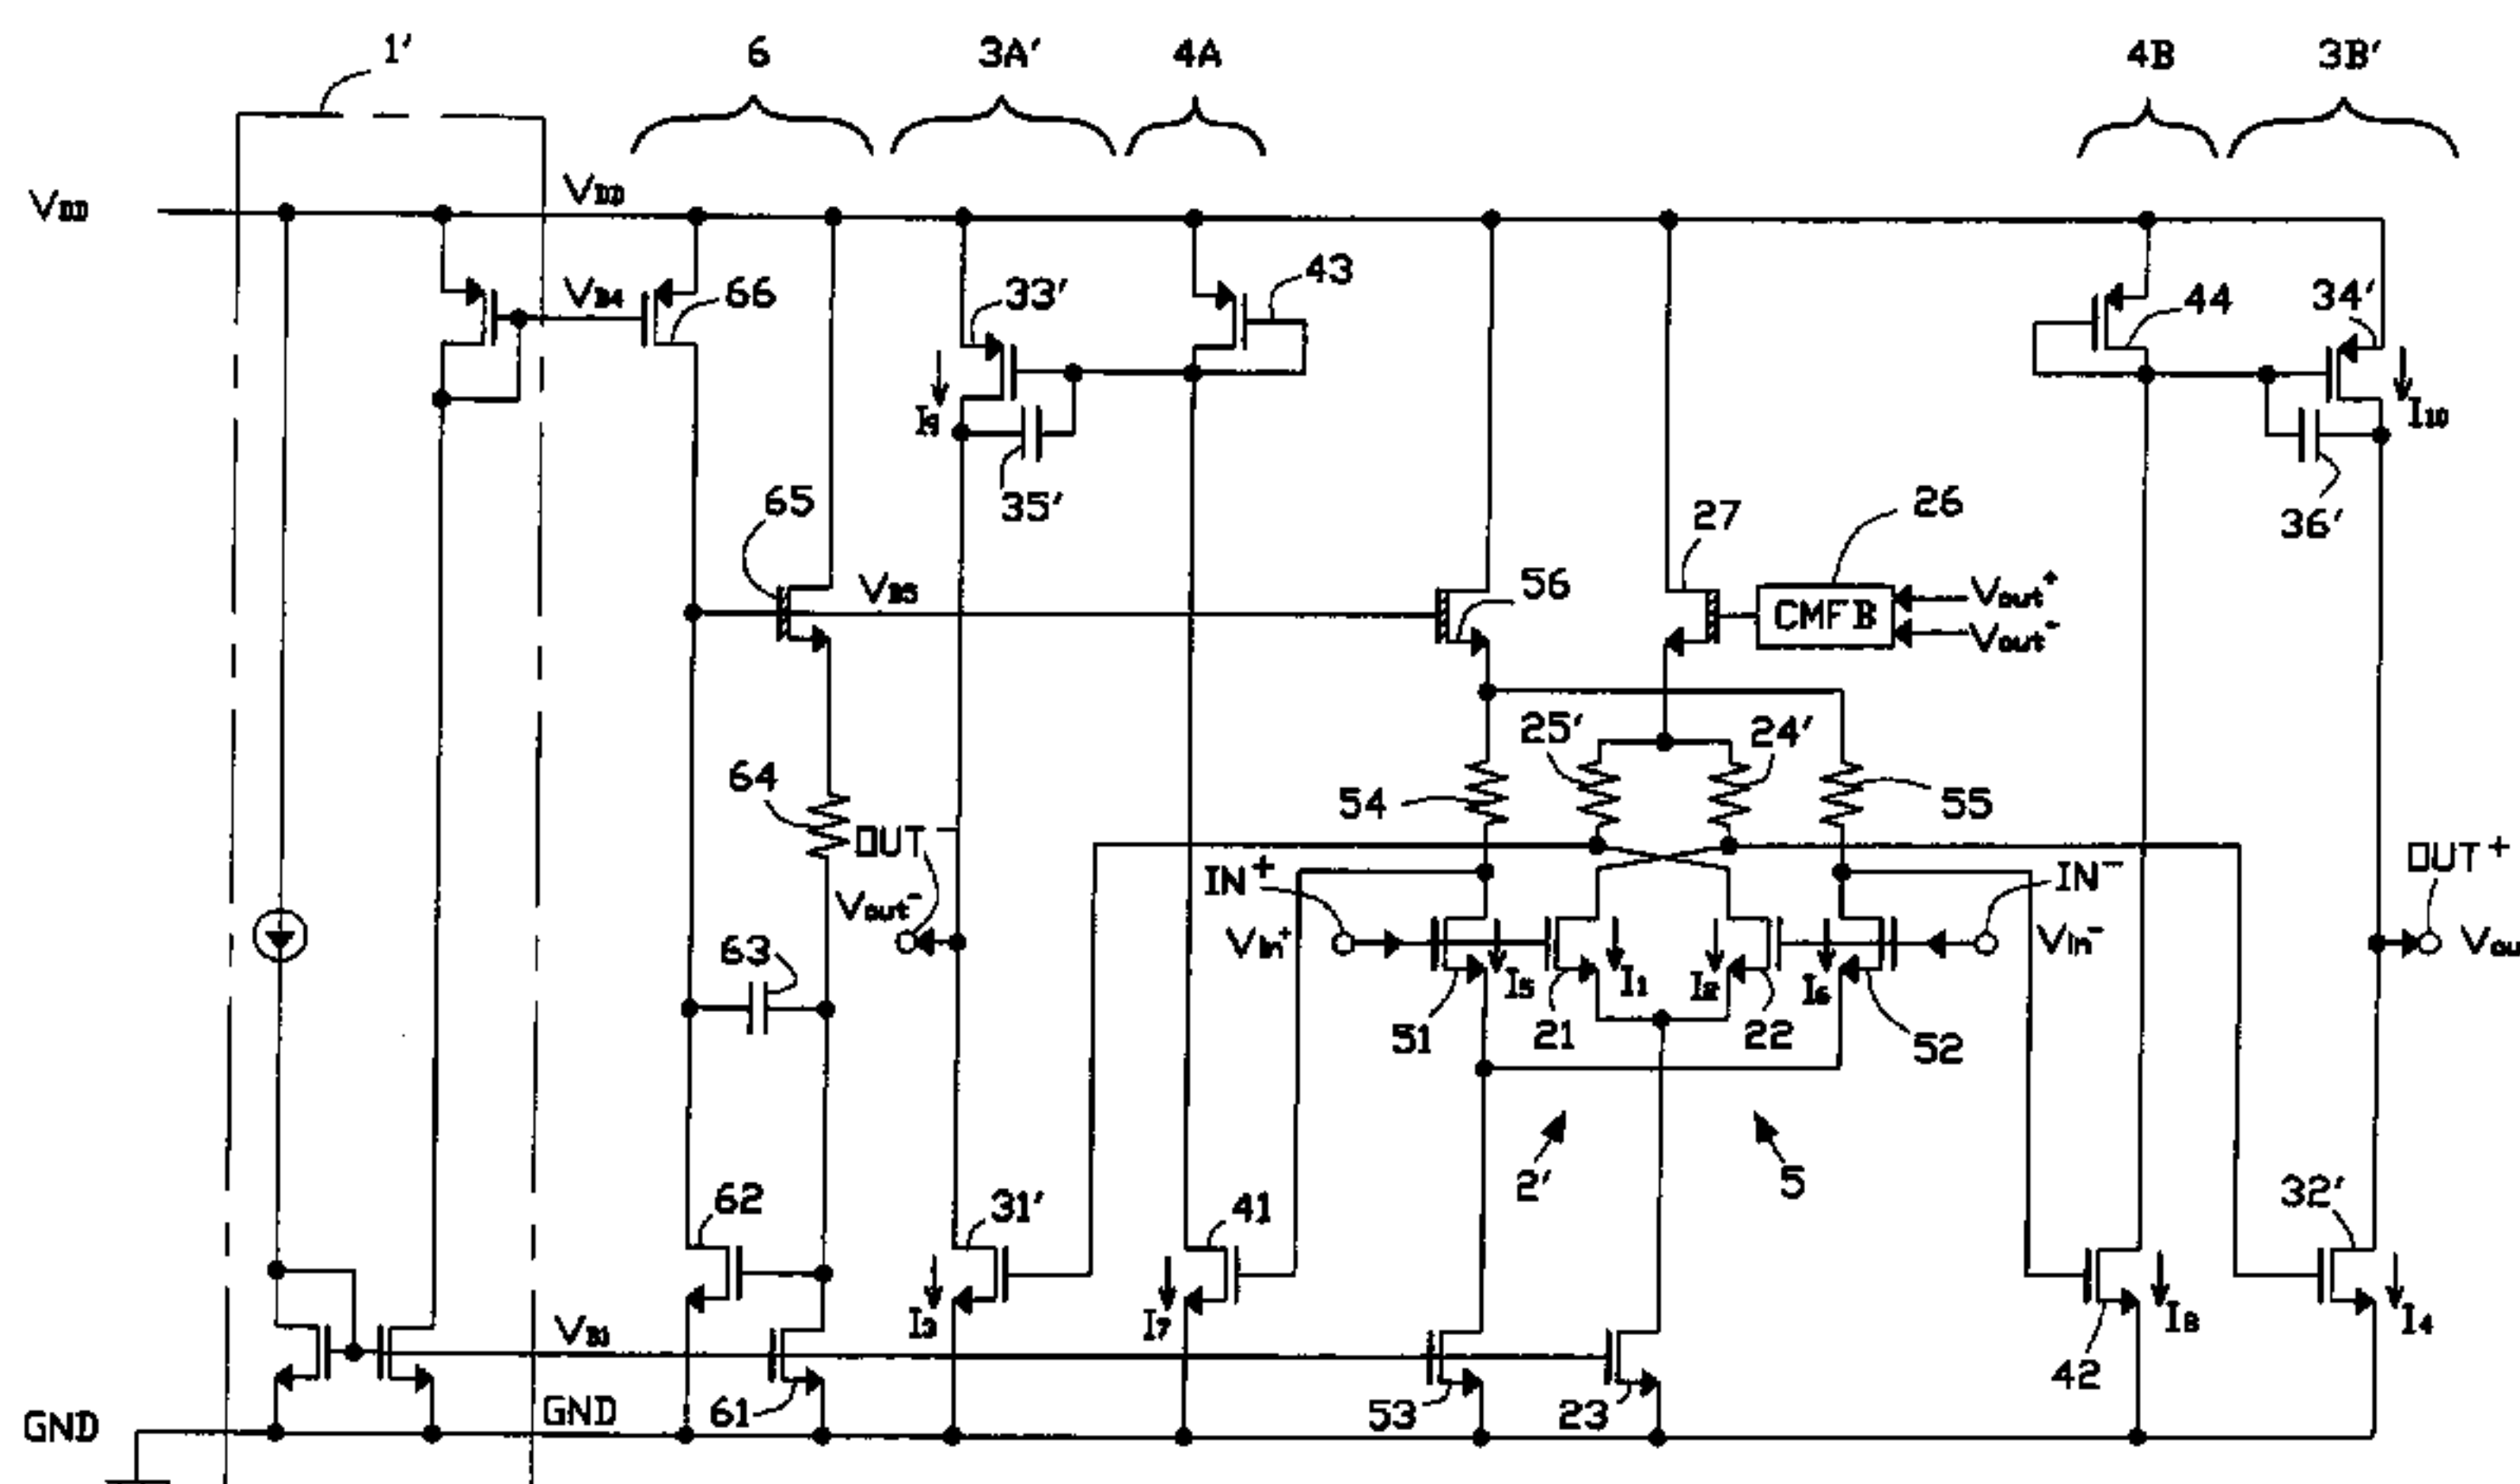 1' 6 3A' 4A 4B 3B'
VDD VDD
VB4 66 33' 43 44 34'
I9 I10
35' 36'
65 27 26
VB5 56 CMFB Vout+
Vout-
25' 24'
64 54 55
OUT- IN+ IN- OUT+
Vout- Vin+ Vin- Vou
63 I5 I1 I2 I6
51 21 22 52
2' 5
62 31' 41 32'
I3 I7 I8 I4
VB1
42
GND GND 61 53 23